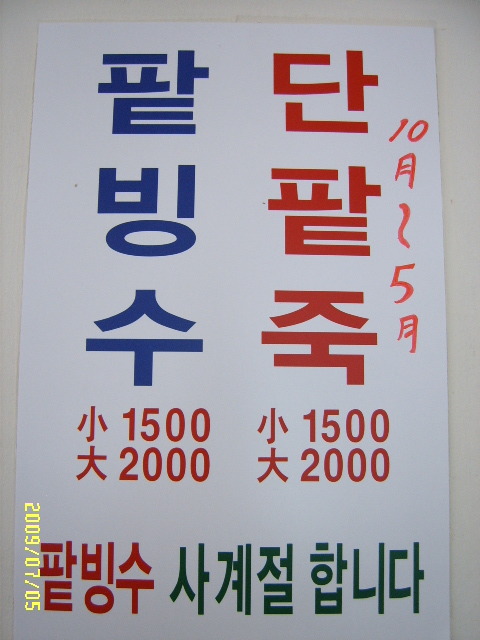 팥빙수
小 1500
大 2000
단팥죽
10月~5月
小 1500
大 2000
팥빙수 사계절 합니다
2009/07/05